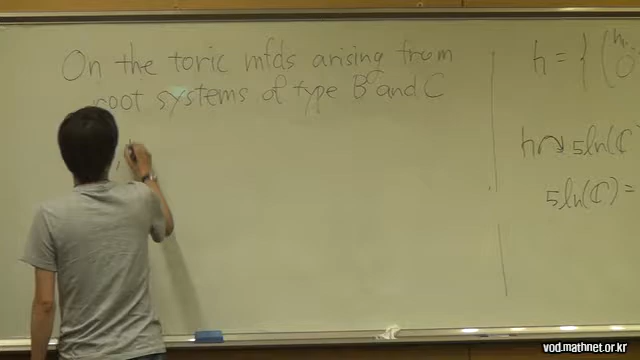 On the toric mfds arising from
root systems of type B and C
h = { (
h ↷ sln(ℂ)
sln(ℂ) =
vod.mathnet.or.kr